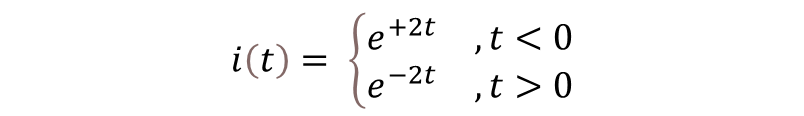 i(t) = { e^{+2t} , t < 0
e^{-2t} , t > 0